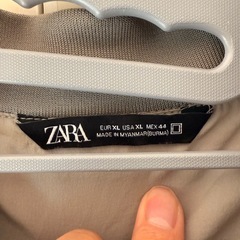 ZARA
EUR XL USA XL MEX 44
MADE IN MYANMAR(BURMA)